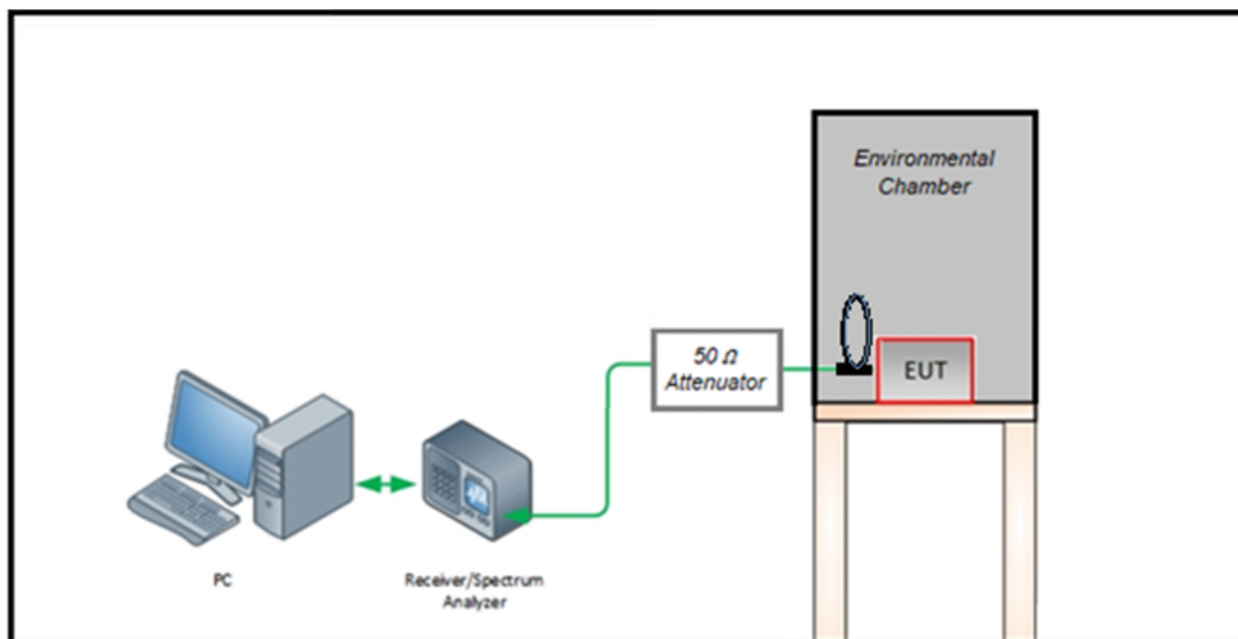 Environmental
Chamber
50 Ω
Attenuator
EUT
PC
Receiver/Spectrum
Analyzer